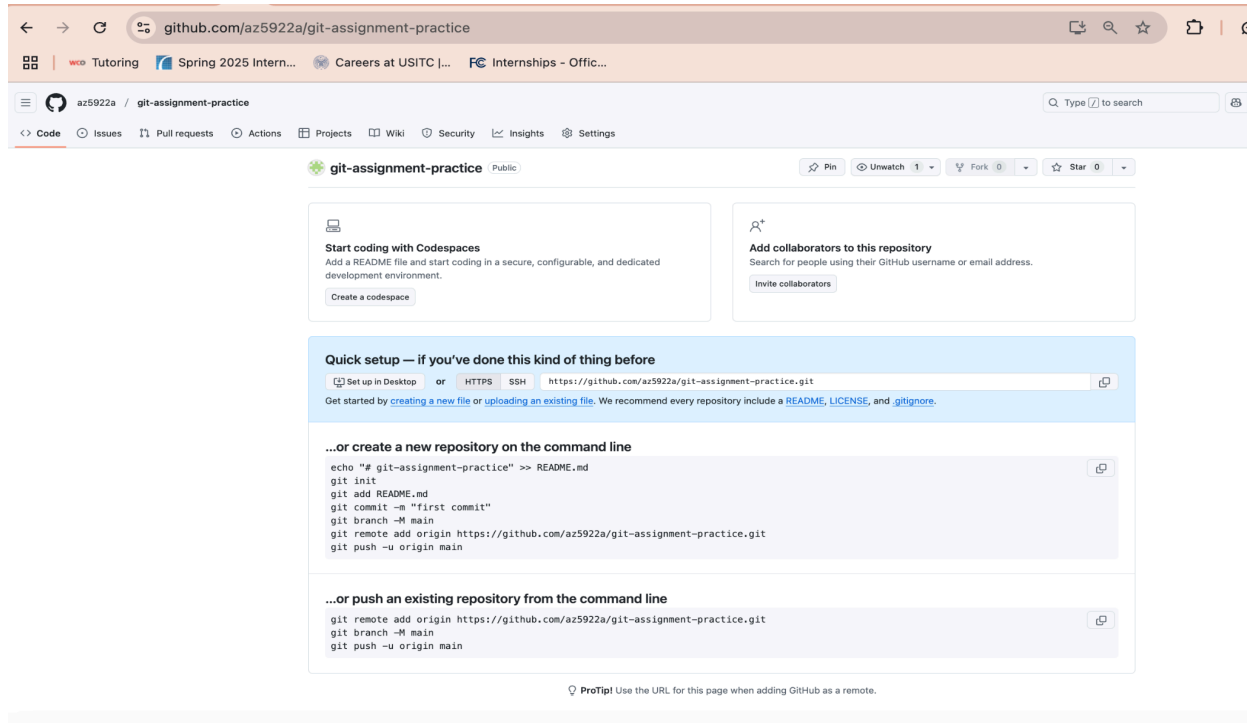 github.com/az5922a/git-assignment-practice
wco Tutoring Spring 2025 Intern... Careers at USITC |... FC Internships - Offic...
az5922a / git-assignment-practice Type / to search
Code Issues Pull requests Actions Projects Wiki Security Insights Settings
git-assignment-practice Public Pin Unwatch 1 Fork 0 Star 0
Start coding with Codespaces
Add a README file and start coding in a secure, configurable, and dedicated
development environment.
Create a codespace
Add collaborators to this repository
Search for people using their GitHub username or email address.
Invite collaborators
Quick setup — if you've done this kind of thing before
Set up in Desktop or HTTPS SSH https://github.com/az5922a/git-assignment-practice.git
Get started by creating a new file or uploading an existing file. We recommend every repository include a README, LICENSE, and .gitignore.
...or create a new repository on the command line
echo "# git-assignment-practice" >> README.md
git init
git add README.md
git commit -m "first commit"
git branch -M main
git remote add origin https://github.com/az5922a/git-assignment-practice.git
git push -u origin main
...or push an existing repository from the command line
git remote add origin https://github.com/az5922a/git-assignment-practice.git
git branch -M main
git push -u origin main
ProTip! Use the URL for this page when adding GitHub as a remote.